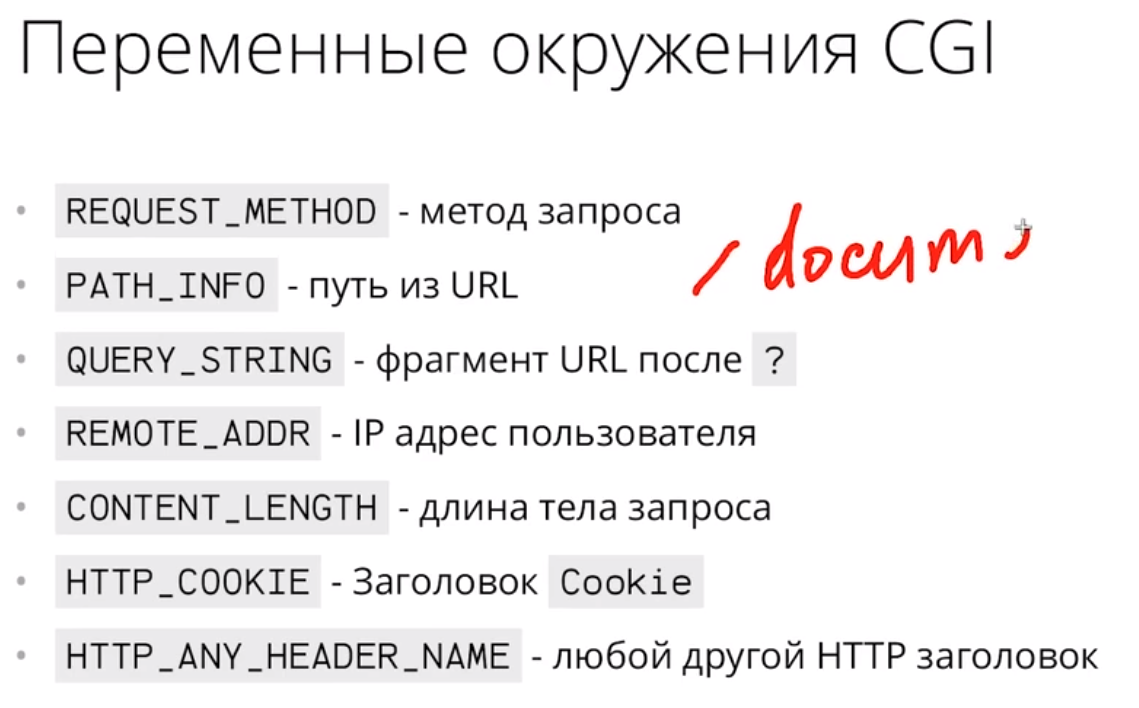 Переменные окружения CGI
REQUEST_METHOD - метод запроса
PATH_INFO - путь из URL
QUERY_STRING - фрагмент URL после ?
REMOTE_ADDR - IP адрес пользователя
CONTENT_LENGTH - длина тела запроса
HTTP_COOKIE - Заголовок Cookie
HTTP_ANY_HEADER_NAME - любой другой HTTP заголовок